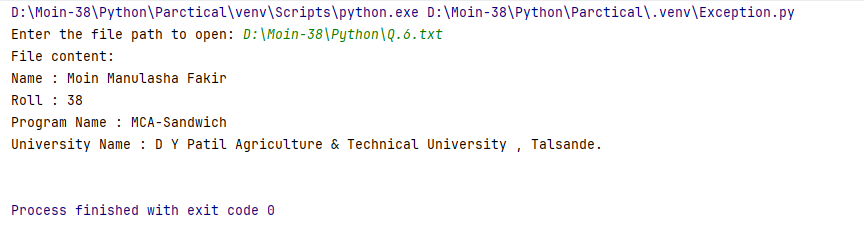 D:\Moin-38\Python\Parctical\venv\Scripts\python.exe D:\Moin-38\Python\Parctical\.venv\Exception.py
Enter the file path to open: D:\Moin-38\Python\Q.6.txt
File content:
Name : Moin Manulasha Fakir
Roll : 38
Program Name : MCA-Sandwich
University Name : D Y Patil Agriculture & Technical University , Talsande.
Process finished with exit code 0